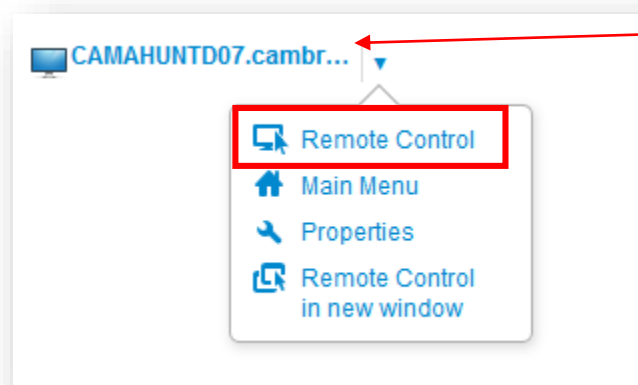 CAMAHUNTD07.cambr...
Remote Control
Main Menu
Properties
Remote Control
in new window